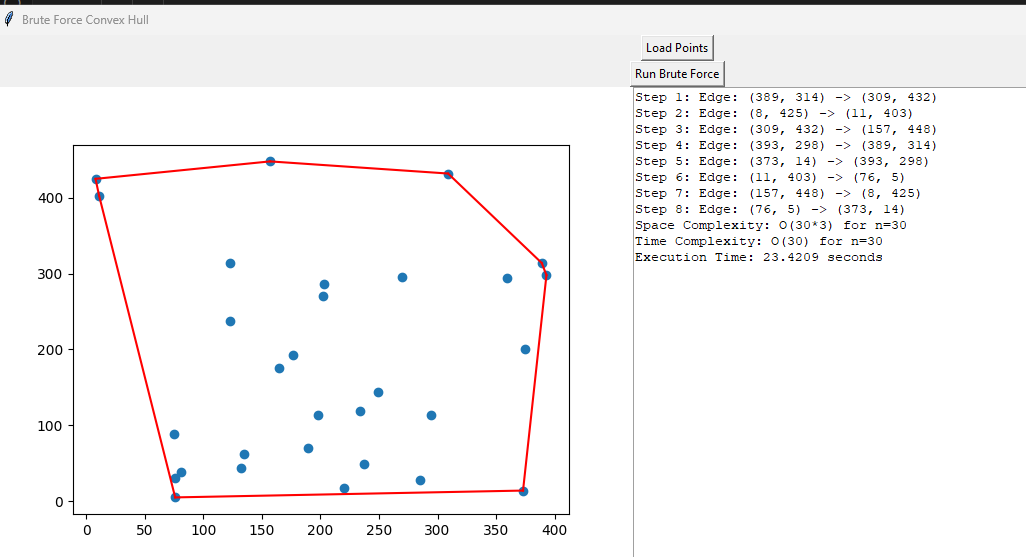 Brute Force Convex Hull
Load Points
Run Brute Force
Step 1: Edge: (389, 314) -> (309, 432)
Step 2: Edge: (8, 425) -> (11, 403)
Step 3: Edge: (309, 432) -> (157, 448)
Step 4: Edge: (393, 298) -> (389, 314)
Step 5: Edge: (373, 14) -> (393, 298)
Step 6: Edge: (11, 403) -> (76, 5)
Step 7: Edge: (157, 448) -> (8, 425)
Step 8: Edge: (76, 5) -> (373, 14)
Space Complexity: O(30*3) for n=30
Time Complexity: O(30) for n=30
Execution Time: 23.4209 seconds
400
300
200
100
0
0 50 100 150 200 250 300 350 400